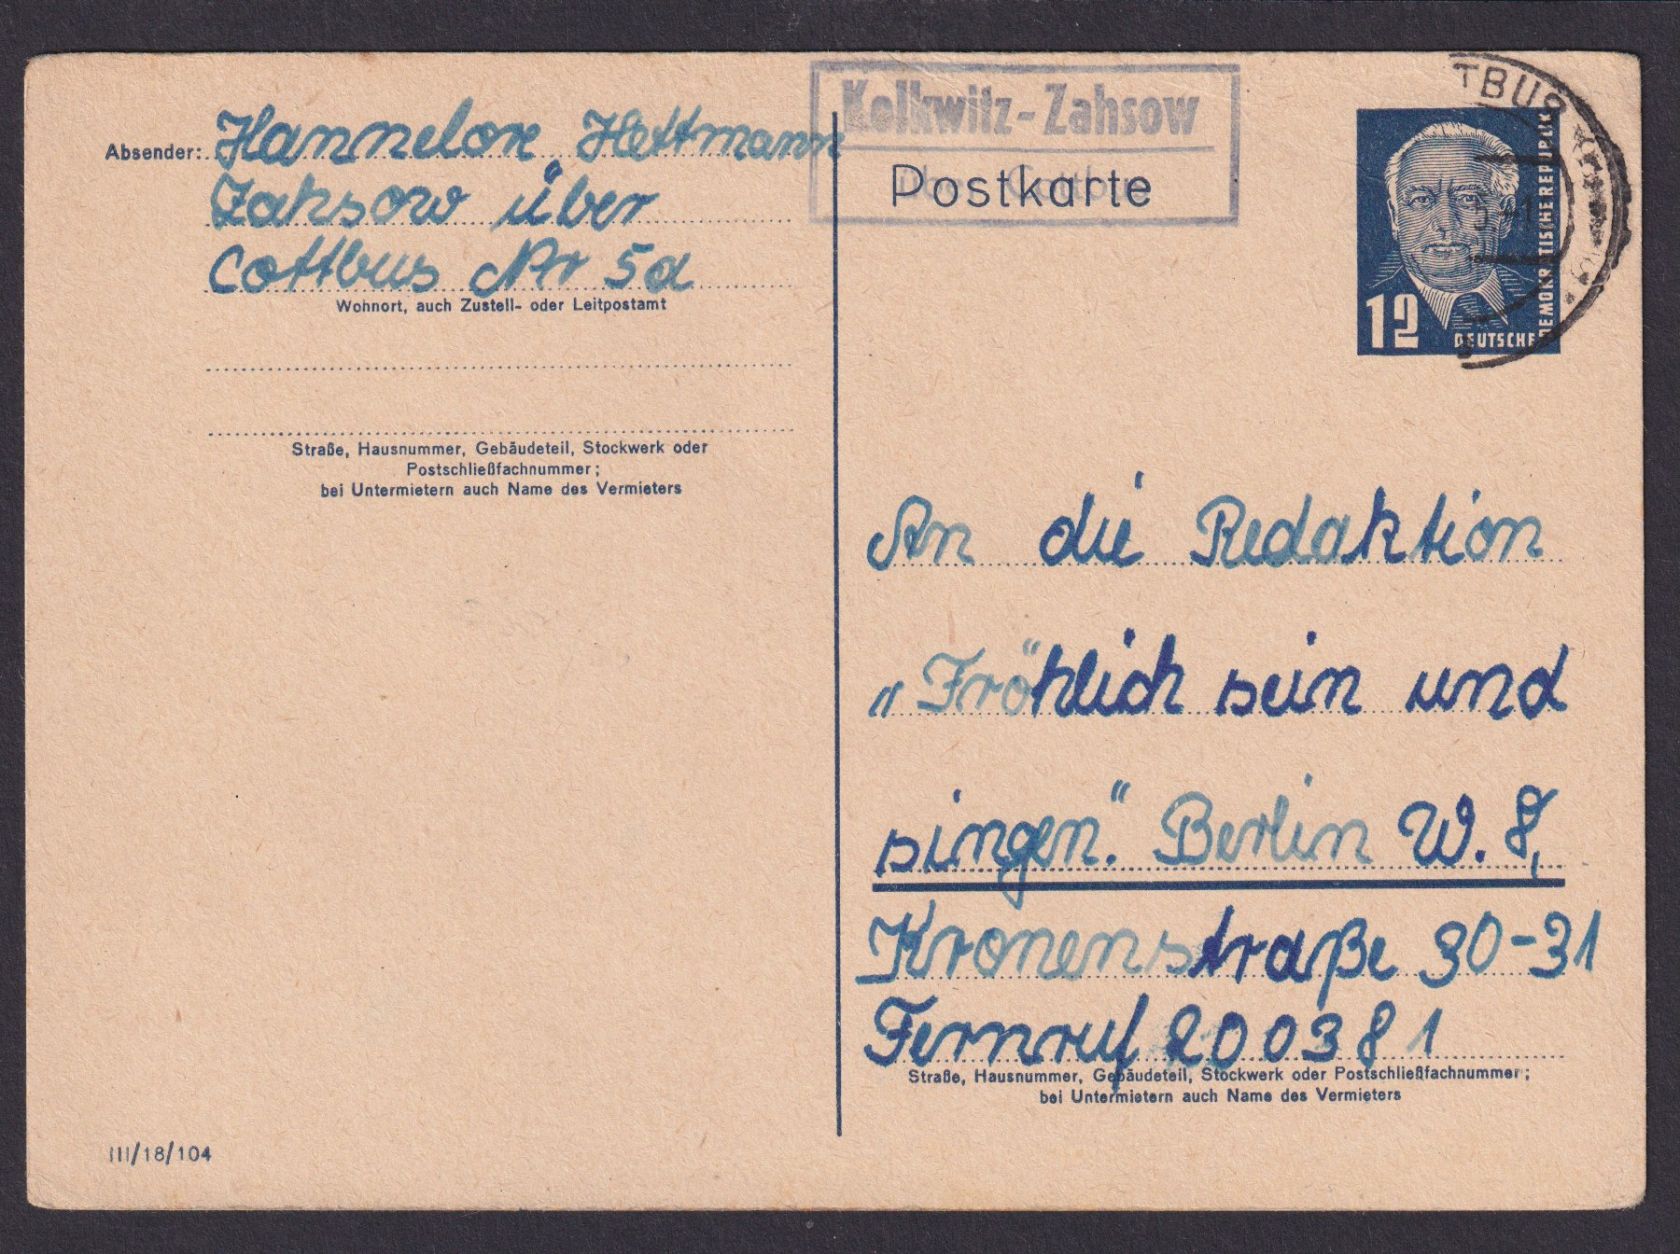 Absender: Hannelore Hettmann
Zahsow über
Cottbus Nr 5a
Wohnort, auch Zustell- oder Leitpostamt
Straße, Hausnummer, Gebäudeteil, Stockwerk oder
Postschließfachnummer;
bei Untermietern auch Name des Vermieters
III/18/104
Kolkwitz-Zahsow
über Cottbus
Postkarte
TBUS
12
DEUTSCHE
DEMOKRATISCHE REPUBLIK
An die Redaktion
„Fröhlich sein und
singen." Berlin W. 8,
Kronenstraße 30-31
Fernruf 200381
Straße, Hausnummer, Gebäudeteil, Stockwerk oder Postschließfachnummer;
bei Untermietern auch Name des Vermieters